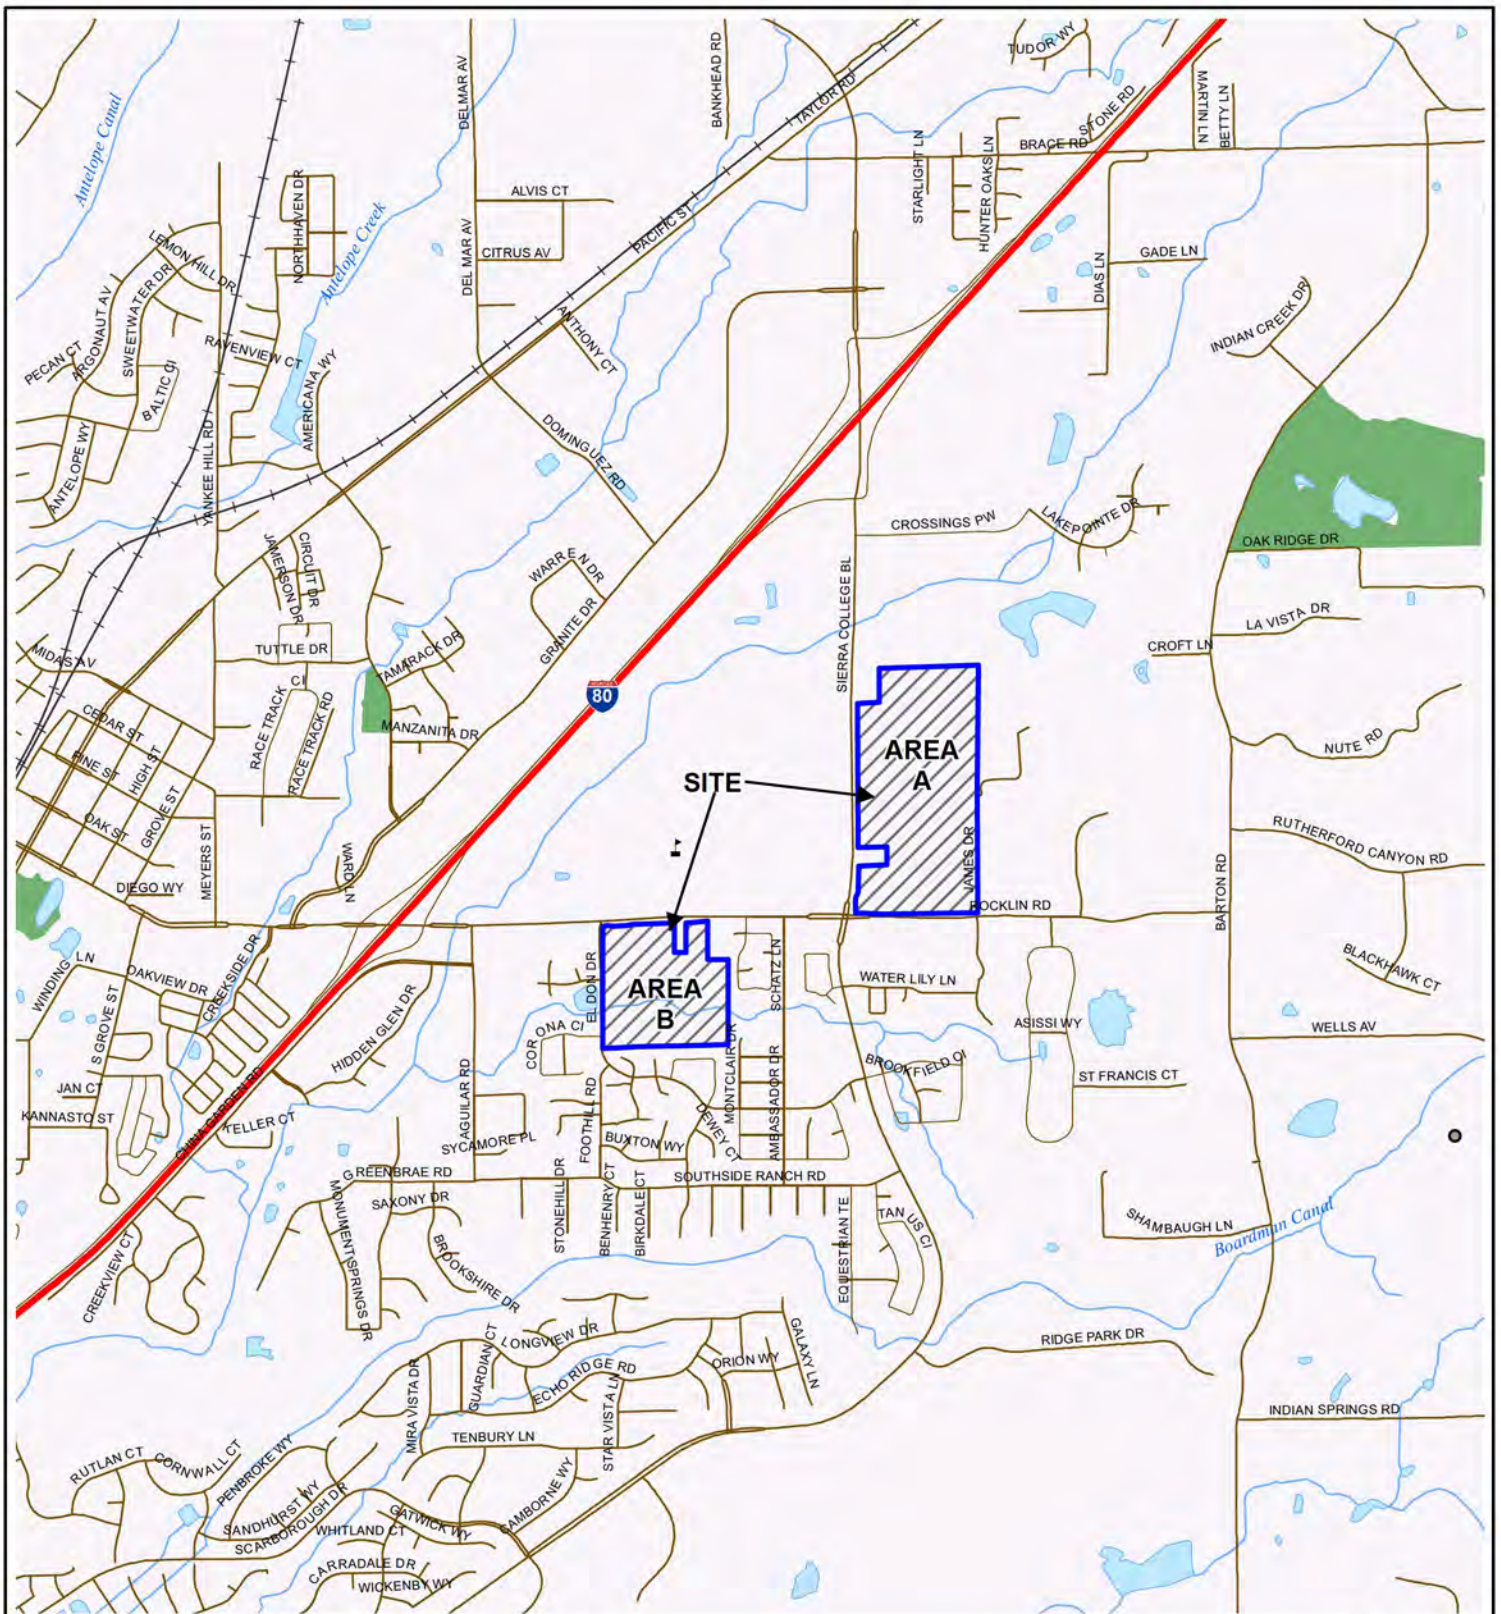 TUDOR WY
DELMAR AV
BANKHEAD RD
TAYLOR RD
STONE RD
MARTIN LN
BETTY LN
Antelope Canal
BRACE RD
STARLIGHT LN
HUNTER OAKS LN
ALVIS CT
NORTHHAVEN DR
Antelope Creek
PACIFIC ST
LEMON HILL DR
DEL MAR AV
CITRUS AV
DIAS LN
GADE LN
ARGONAUT AV
SWEETWATER DR
INDIAN CREEK DR
ANTHONY CT
PECAN CT
RAVENVIEW CT
BALTIC CI
AMERICANA WY
DOMINGUEZ RD
ANTELOPE WY
YANKEE HILL RD
CROSSINGS PW
LAKEPOINTE DR
OAK RIDGE DR
JAMERSON DR
CIRCUIT DR
WARREN DR
GRANITE DR
SIERRA COLLEGE BL
LA VISTA DR
CROFT LN
MIDAS AV
TUTTLE DR
TAMARACK DR
80
RACE TRACK CI
RACE TRACK RD
CEDAR ST
MANZANITA DR
NUTE RD
PINE ST
HIGH ST
GROVE ST
OAK ST
SITE
AREA
A
RUTHERFORD CANYON RD
MEYERS ST
WARD LN
JAMES DR
BARTON RD
DIEGO WY
ROCKLIN RD
WINDING LN
OAKVIEW DR
CREEKSIDE DR
ELDON DR
AREA
B
SCHATZ LN
WATER LILY LN
BLACKHAWK CT
S GROVE ST
HIDDEN GLEN DR
CORONA CI
MONTCLAIR DR
ASISSI WY
WELLS AV
JAN CT
KANNASTO ST
CHINA GARDEN RD
TELLER CT
AGUILAR RD
FOOTHILL RD
DEWEY CT
AMBASSADOR DR
BROOKFIELD CI
ST FRANCIS CT
SYCAMORE PL
BUXTON WY
GREENBRAE RD
SOUTHSIDE RANCH RD
SAXONY DR
MONUMENT SPRINGS DR
STONEHILL DR
BENHENRY CT
BIRKDALE CT
EQUESTRIAN TE
TANUS CI
SHAMBAUGH LN
Boardman Canal
CREEKVIEW CT
BROOKSHIRE DR
LONGVIEW DR
GALAXY LN
RIDGE PARK DR
MIRA VISTA DR
GUARDIAN CT
ECHO RIDGE RD
ORION WY
STAR VISTA LN
INDIAN SPRINGS RD
TENBURY LN
RUTLAN CT
CORNWALL CT
PENBROKE WY
SANDHURST WY
SCARBOROUGH DR
WHITLAND CT
GATWICK WY
CAMBORNE WY
CARRADALE DR
WICKENBY WY